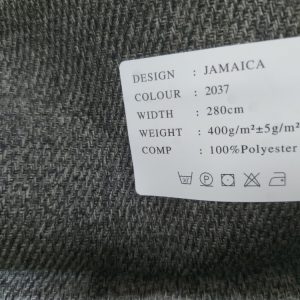 DESIGN : JAMAICA
COLOUR : 2037
WIDTH : 280cm
WEIGHT : 400g/m²±5g/m²
COMP : 100%Polyester